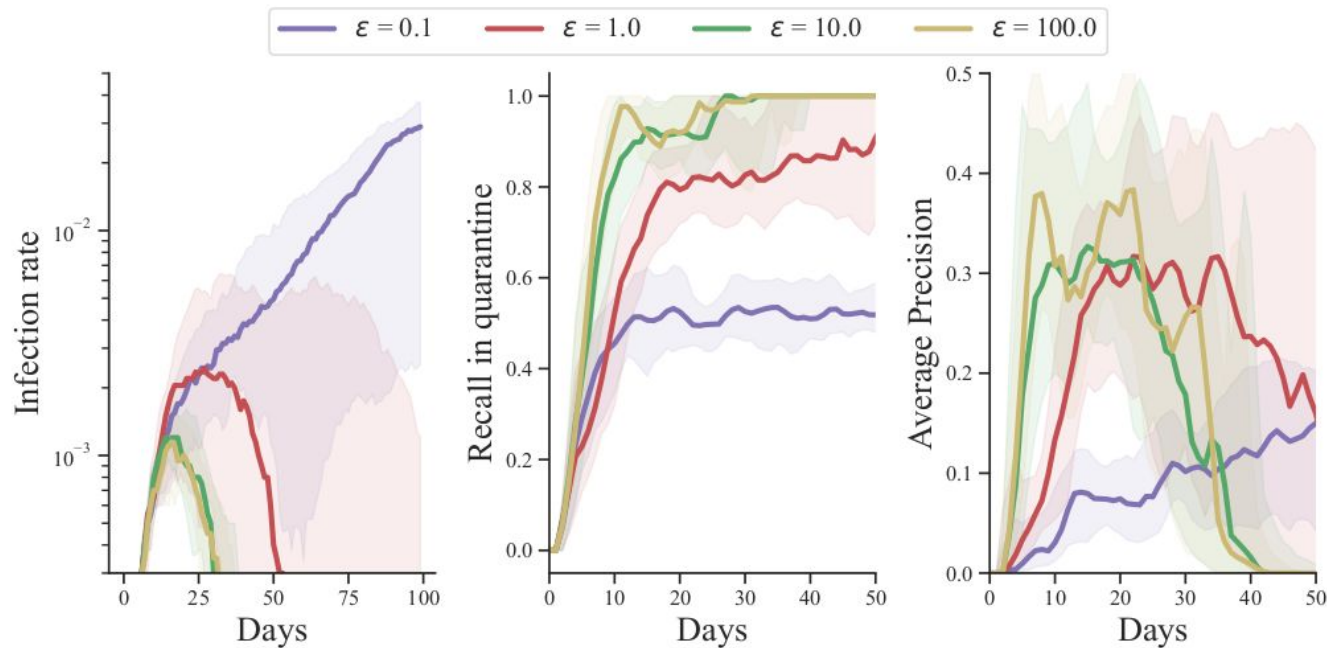 ε = 0.1 ε = 1.0 ε = 10.0 ε = 100.0
Infection rate
10⁻²
10⁻³
0 25 50 75 100
Days
Recall in quarantine
1.0
0.8
0.6
0.4
0.2
0.0
0 10 20 30 40 50
Days
Average Precision
0.5
0.4
0.3
0.2
0.1
0.0
0 10 20 30 40 50
Days